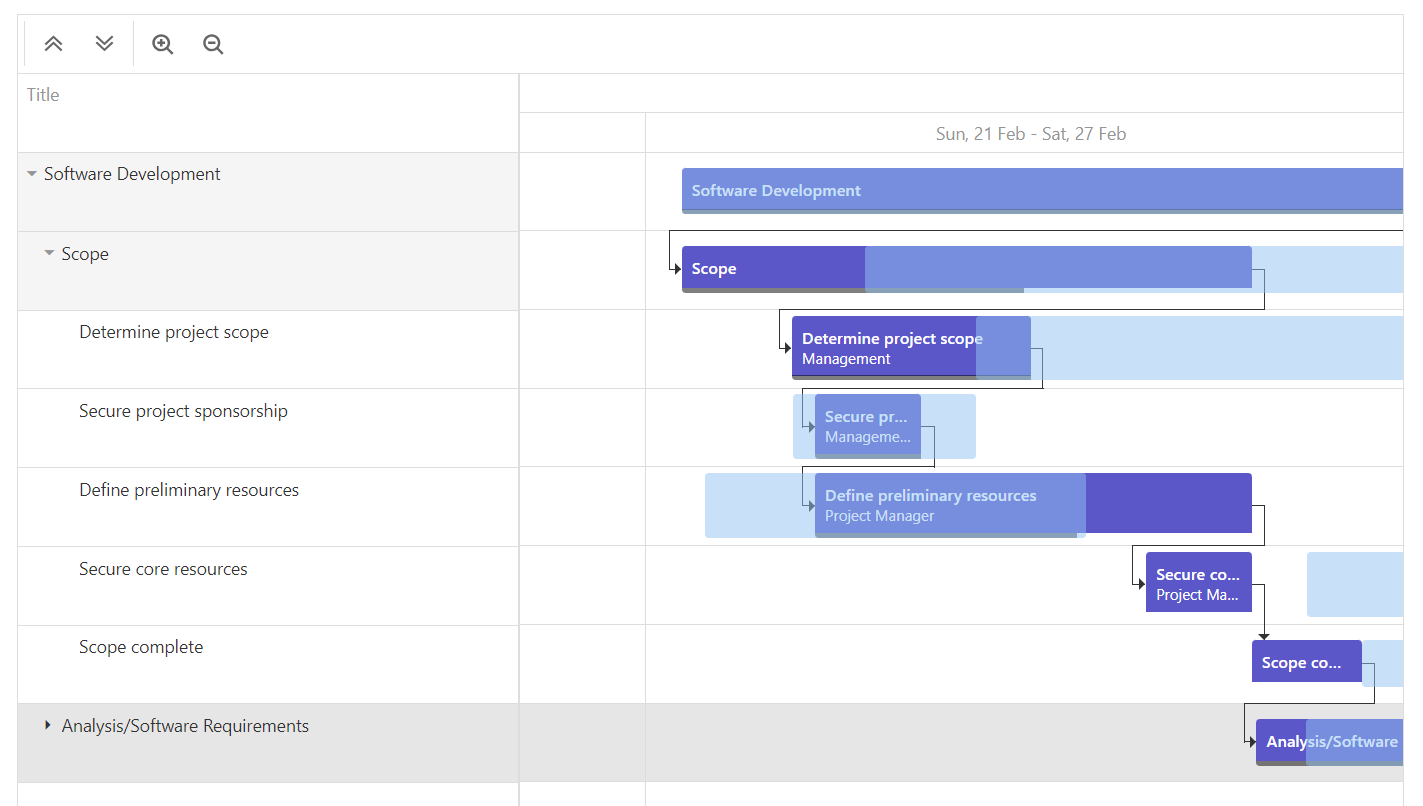 Title
Sun, 21 Feb - Sat, 27 Feb
Software Development
Software Development
Scope
Scope
Determine project scope
Determine project scope
Management
Secure project sponsorship
Secure pr...
Manageme...
Define preliminary resources
Define preliminary resources
Project Manager
Secure core resources
Secure co...
Project Ma...
Scope complete
Scope co...
Analysis/Software Requirements
Analysis/Software